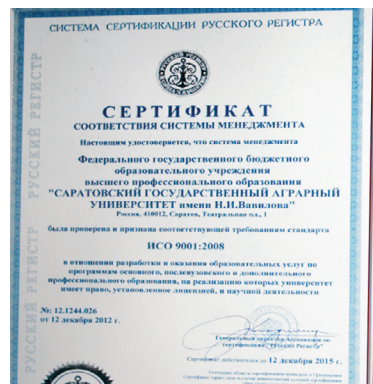 СИСТЕМА СЕРТИФИКАЦИИ РУССКОГО РЕГИСТРА
СЕРТИФИКАТ
СООТВЕТСТВИЯ СИСТЕМЫ МЕНЕДЖМЕНТА
Настоящим удостоверяется, что система менеджмента
Федерального государственного бюджетного
образовательного учреждения
высшего профессионального образования
"САРАТОВСКИЙ ГОСУДАРСТВЕННЫЙ АГРАРНЫЙ
УНИВЕРСИТЕТ имени Н.И.Вавилова"
Россия, 410012, Саратов, Театральная пл., 1
была проверена и признана соответствующей требованиям стандарта
ИСО 9001:2008
в отношении разработки и оказания образовательных услуг по
программам основного, послевузовского и дополнительного
профессионального образования, на реализацию которых университет
имеет право, установленное лицензией, и научной деятельности
№: 12.1244.026
от 12 декабря 2012 г.
Генеральный директор Ассоциации по
сертификации "Русский Регистр"
Сертификат действителен до 12 декабря 2015 г.
РУССКИЙ РЕГИСТР
РУССКИЙ РЕГИСТР